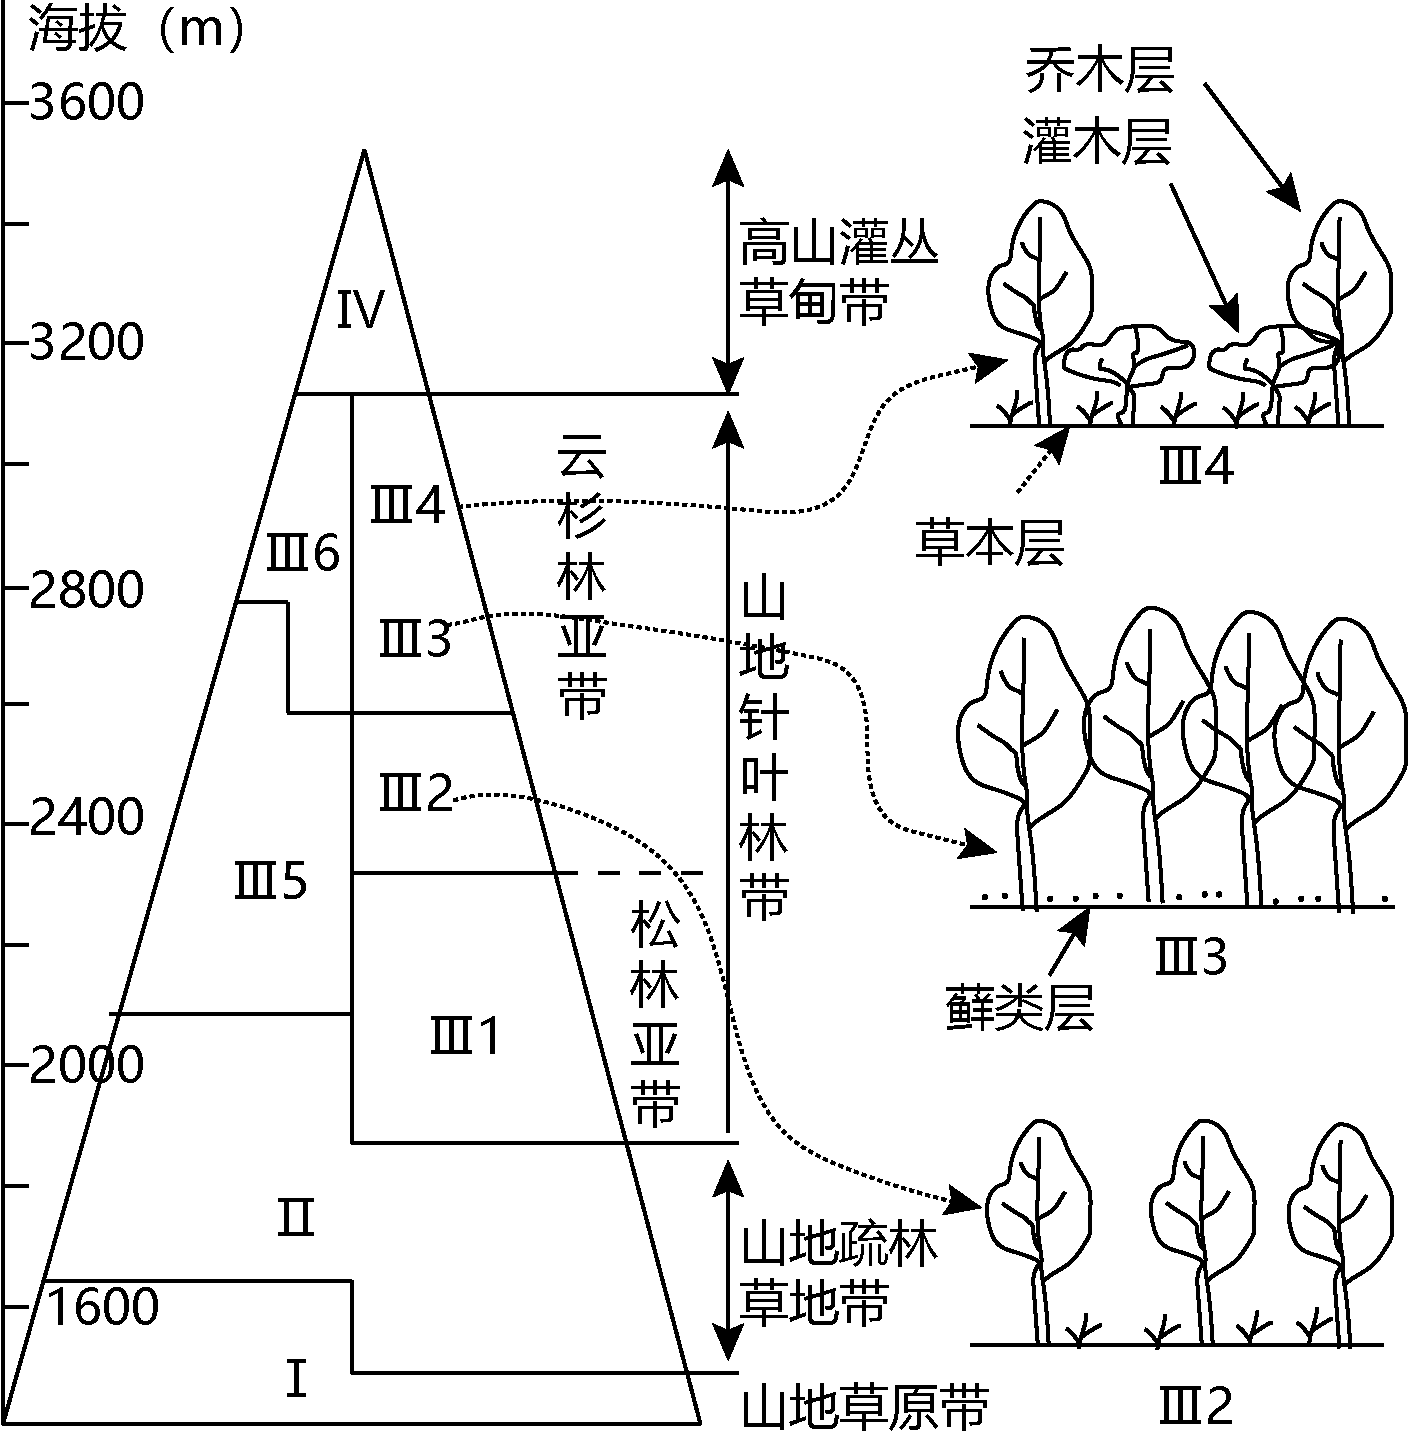 海拔（m）
3600
3200
2800
2400
2000
1600
Ⅳ
Ⅲ4
Ⅲ6
Ⅲ3
Ⅲ2
Ⅲ5
Ⅲ1
Ⅱ
Ⅰ
云杉林亚带
松林亚带
高山灌丛
草甸带
山地针叶林带
山地疏林
草地带
山地草原带
乔木层
灌木层
Ⅲ4
草本层
Ⅲ3
藓类层
Ⅲ2